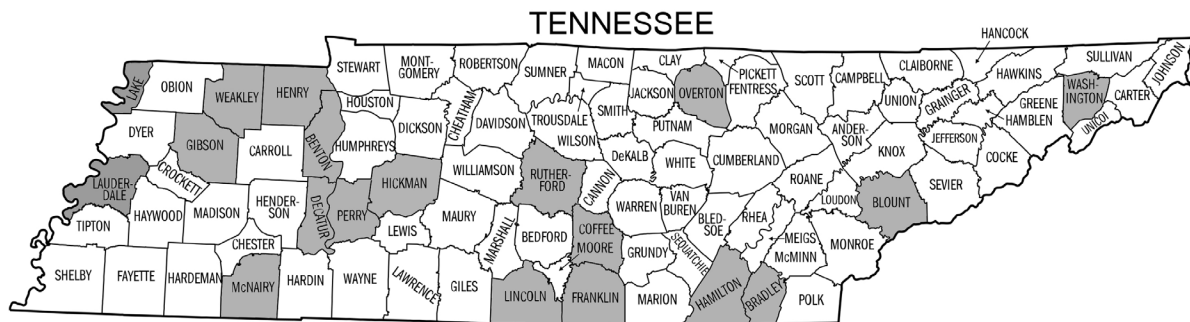 TENNESSEE
HANCOCK
STEWART
MONT-
GOMERY
ROBERTSON
SUMNER
MACON
CLAY
PICKETT
FENTRESS
SCOTT
CAMPBELL
CLAIBORNE
HAWKINS
SULLIVAN
JOHNSON
LAKE
OBION
WEAKLEY
HENRY
HOUSTON
CHEATHAM
TROUSDALE
SMITH
JACKSON
OVERTON
UNION
GRAINGER
GREENE
HAMBLEN
WASH-
INGTON
CARTER
UNICOI
DYER
GIBSON
CARROLL
BENTON
HUMPHREYS
DICKSON
DAVIDSON
WILSON
PUTNAM
MORGAN
ANDER-
SON
KNOX
JEFFERSON
COCKE
LAUDER-
DALE
CROCKETT
HICKMAN
WILLIAMSON
RUTHER-
FORD
CANNON
DeKALB
WHITE
CUMBERLAND
ROANE
LOUDON
BLOUNT
SEVIER
TIPTON
HAYWOOD
MADISON
HENDER-
SON
DECATUR
PERRY
LEWIS
MAURY
MARSHALL
BEDFORD
COFFEE
MOORE
WARREN
VAN
BUREN
BLED-
SOE
RHEA
MEIGS
McMINN
MONROE
SHELBY
FAYETTE
HARDEMAN
CHESTER
McNAIRY
HARDIN
WAYNE
LAWRENCE
GILES
LINCOLN
FRANKLIN
GRUNDY
SEQUATCHIE
MARION
HAMILTON
BRADLEY
POLK